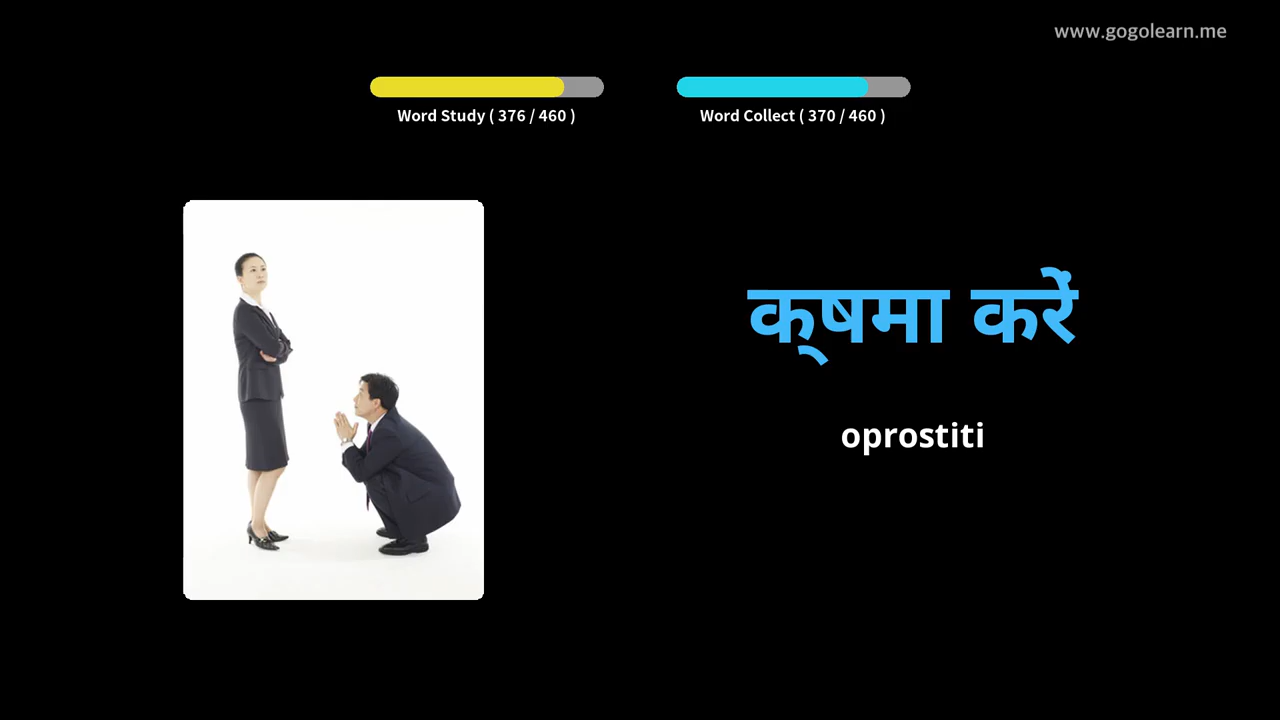 www.gogolearn.me
Word Study ( 376 / 460 )
Word Collect ( 370 / 460 )
क्षमा करें
oprostiti